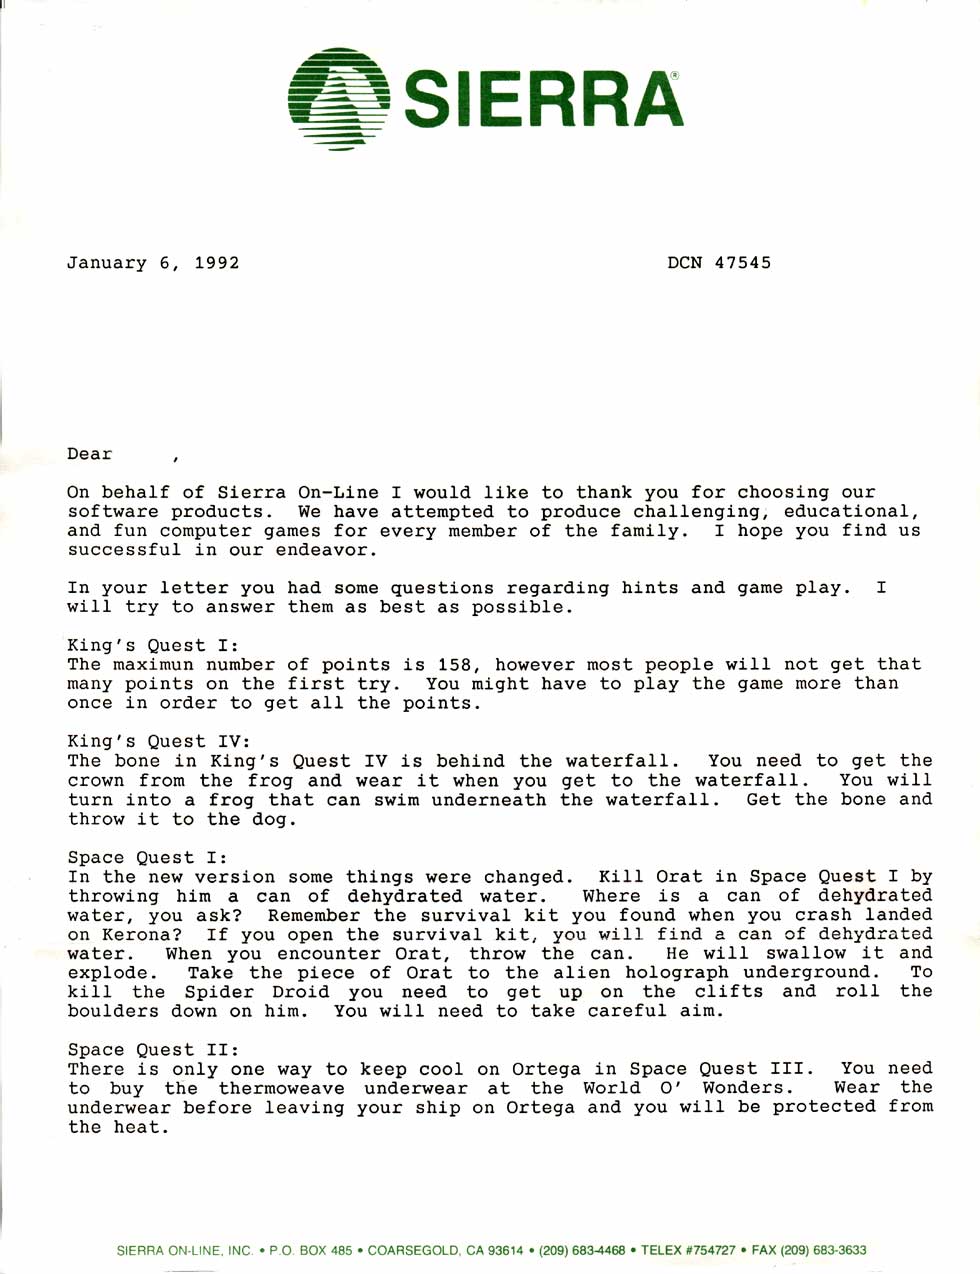 SIERRA®
January 6, 1992 DCN 47545
Dear ,
On behalf of Sierra On-Line I would like to thank you for choosing our
software products. We have attempted to produce challenging, educational,
and fun computer games for every member of the family. I hope you find us
successful in our endeavor.
In your letter you had some questions regarding hints and game play. I
will try to answer them as best as possible.
King's Quest I:
The maximun number of points is 158, however most people will not get that
many points on the first try. You might have to play the game more than
once in order to get all the points.
King's Quest IV:
The bone in King's Quest IV is behind the waterfall. You need to get the
crown from the frog and wear it when you get to the waterfall. You will
turn into a frog that can swim underneath the waterfall. Get the bone and
throw it to the dog.
Space Quest I:
In the new version some things were changed. Kill Orat in Space Quest I by
throwing him a can of dehydrated water. Where is a can of dehydrated
water, you ask? Remember the survival kit you found when you crash landed
on Kerona? If you open the survival kit, you will find a can of dehydrated
water. When you encounter Orat, throw the can. He will swallow it and
explode. Take the piece of Orat to the alien holograph underground. To
kill the Spider Droid you need to get up on the clifts and roll the
boulders down on him. You will need to take careful aim.
Space Quest II:
There is only one way to keep cool on Ortega in Space Quest III. You need
to buy the thermoweave underwear at the World O' Wonders. Wear the
underwear before leaving your ship on Ortega and you will be protected from
the heat.
SIERRA ON-LINE, INC. • P.O. BOX 485 • COARSEGOLD, CA 93614 • (209) 683-4468 • TELEX #754727 • FAX (209) 683-3633